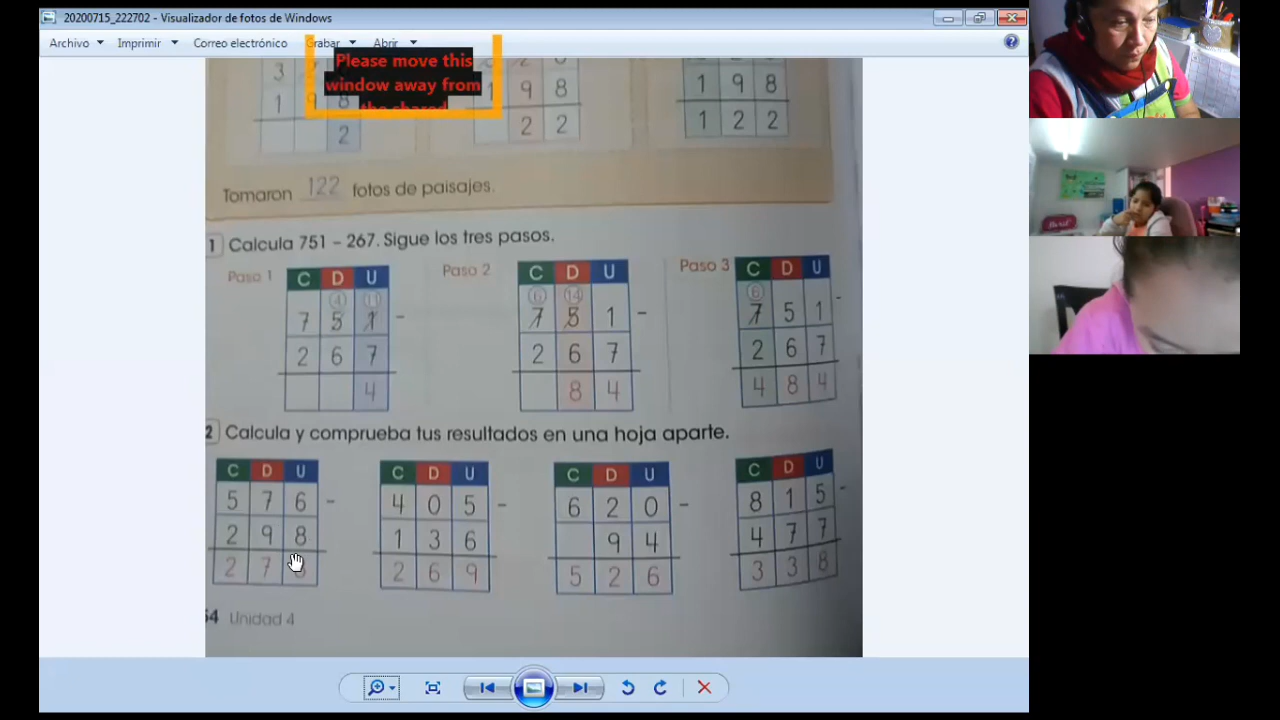 20200715_222702 - Visualizador de fotos de Windows
Archivo Imprimir Correo electrónico Grabar Abrir
Please move this
window away from
the shared
3
1 9 8
2
1 9 8
2 2
1 9 8
1 2 2
Tomaron 122 fotos de paisajes.
1 Calcula 751 – 267. Sigue los tres pasos.
Paso 1 C D U
4 11
7 5 1 –
2 6 7
4
Paso 2 C D U
6 14
7 5 1 –
2 6 7
8 4
Paso 3 C D U
6
7 5 1 –
2 6 7
4 8 4
2 Calcula y comprueba tus resultados en una hoja aparte.
C D U
5 7 6 –
2 9 8
2 7 8
C D U
4 0 5 –
1 3 6
2 6 9
C D U
6 2 0 –
9 4
5 2 6
C D U
8 1 5 –
4 7 7
3 3 8
64 Unidad 4